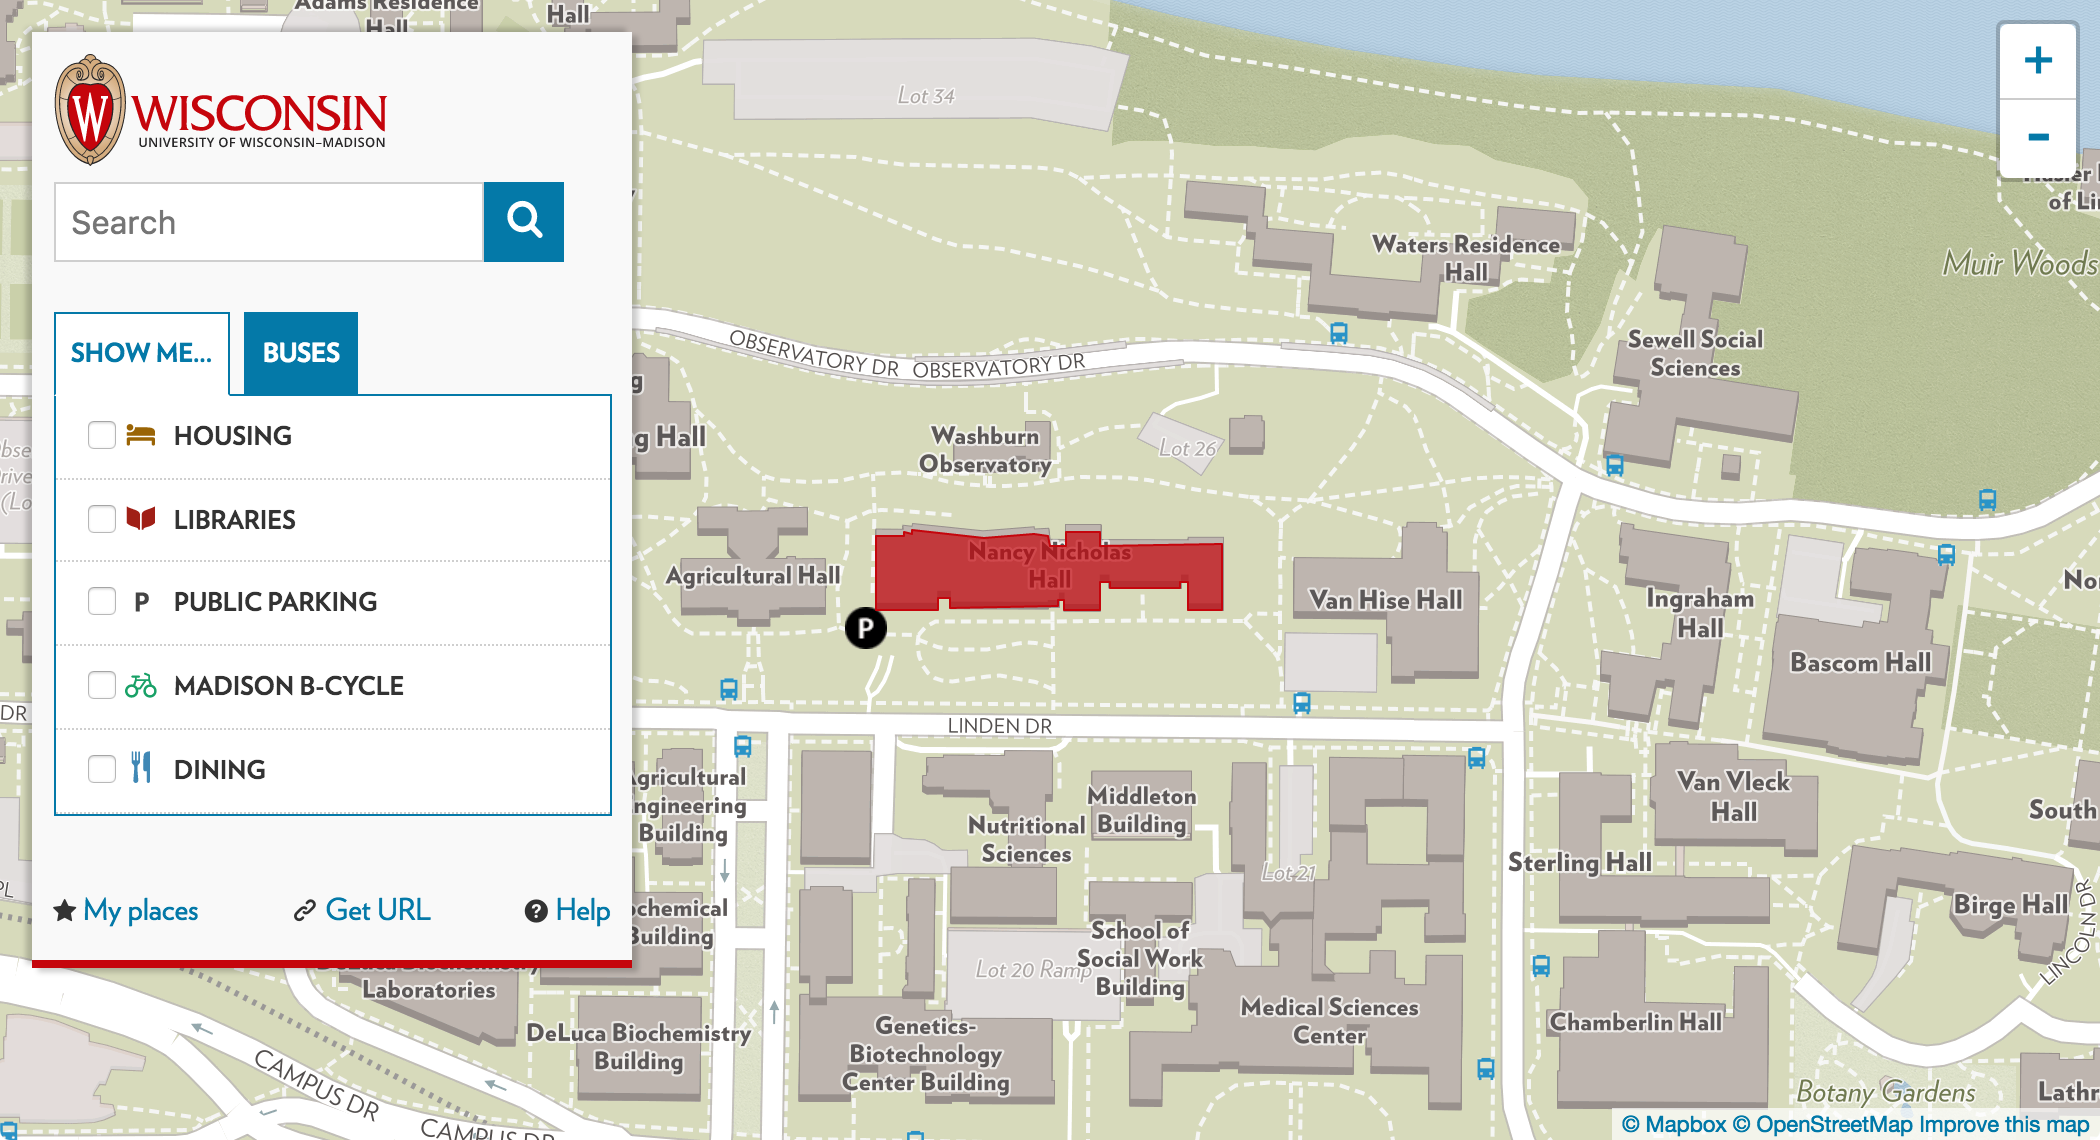 Adams Residence
Hall
Hall
W
WISCONSIN
UNIVERSITY OF WISCONSIN–MADISON
Search
SHOW ME...
BUSES
HOUSING
LIBRARIES
P PUBLIC PARKING
MADISON B-CYCLE
DINING
My places
Get URL
? Help
+
-
Lot 34
Waters Residence
Hall
of Li
Muir Woods
Sewell Social
Sciences
OBSERVATORY DR
OBSERVATORY DR
g Hall
Washburn
Observatory
Lot 26
Agricultural Hall
Nancy Nicholas
Hall
P
Van Hise Hall
Ingraham
Hall
Bascom Hall
No
DR
LINDEN DR
Agricultural
ngineering
Building
Nutritional
Sciences
Middleton
Building
Lot 21
Van Vleck
Hall
South
Sterling Hall
Birge Hall
LINCOLN DR
PL
ochemical
Building
Lot 20 Ramp
School of
Social Work
Building
Laboratories
DeLuca Biochemistry
Building
Genetics-
Biotechnology
Center Building
Medical Sciences
Center
Chamberlin Hall
Botany Gardens
Lathr
CAMPUS DR
CAMPUS DR
© Mapbox © OpenStreetMap Improve this map